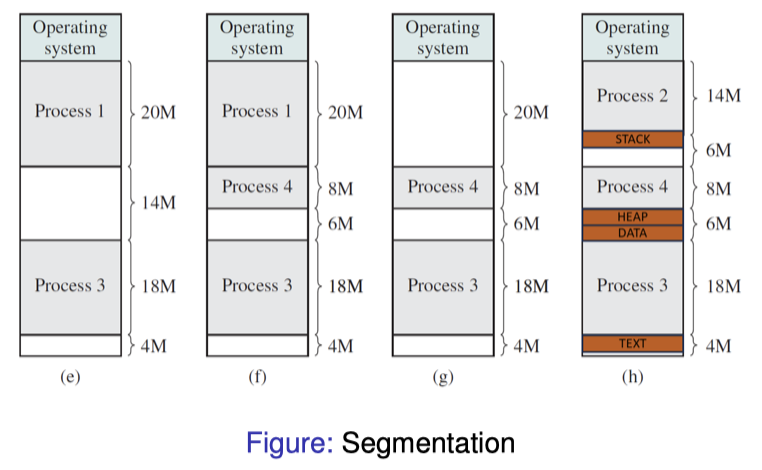 Operating
system
Process 1
20M
14M
Process 3
18M
4M
(e)
Operating
system
Process 1
20M
Process 4
8M
6M
Process 3
18M
4M
(f)
Operating
system
20M
Process 4
8M
6M
Process 3
18M
4M
(g)
Operating
system
Process 2
14M
STACK
6M
Process 4
8M
HEAP
6M
DATA
Process 3
18M
TEXT
4M
(h)
Figure: Segmentation